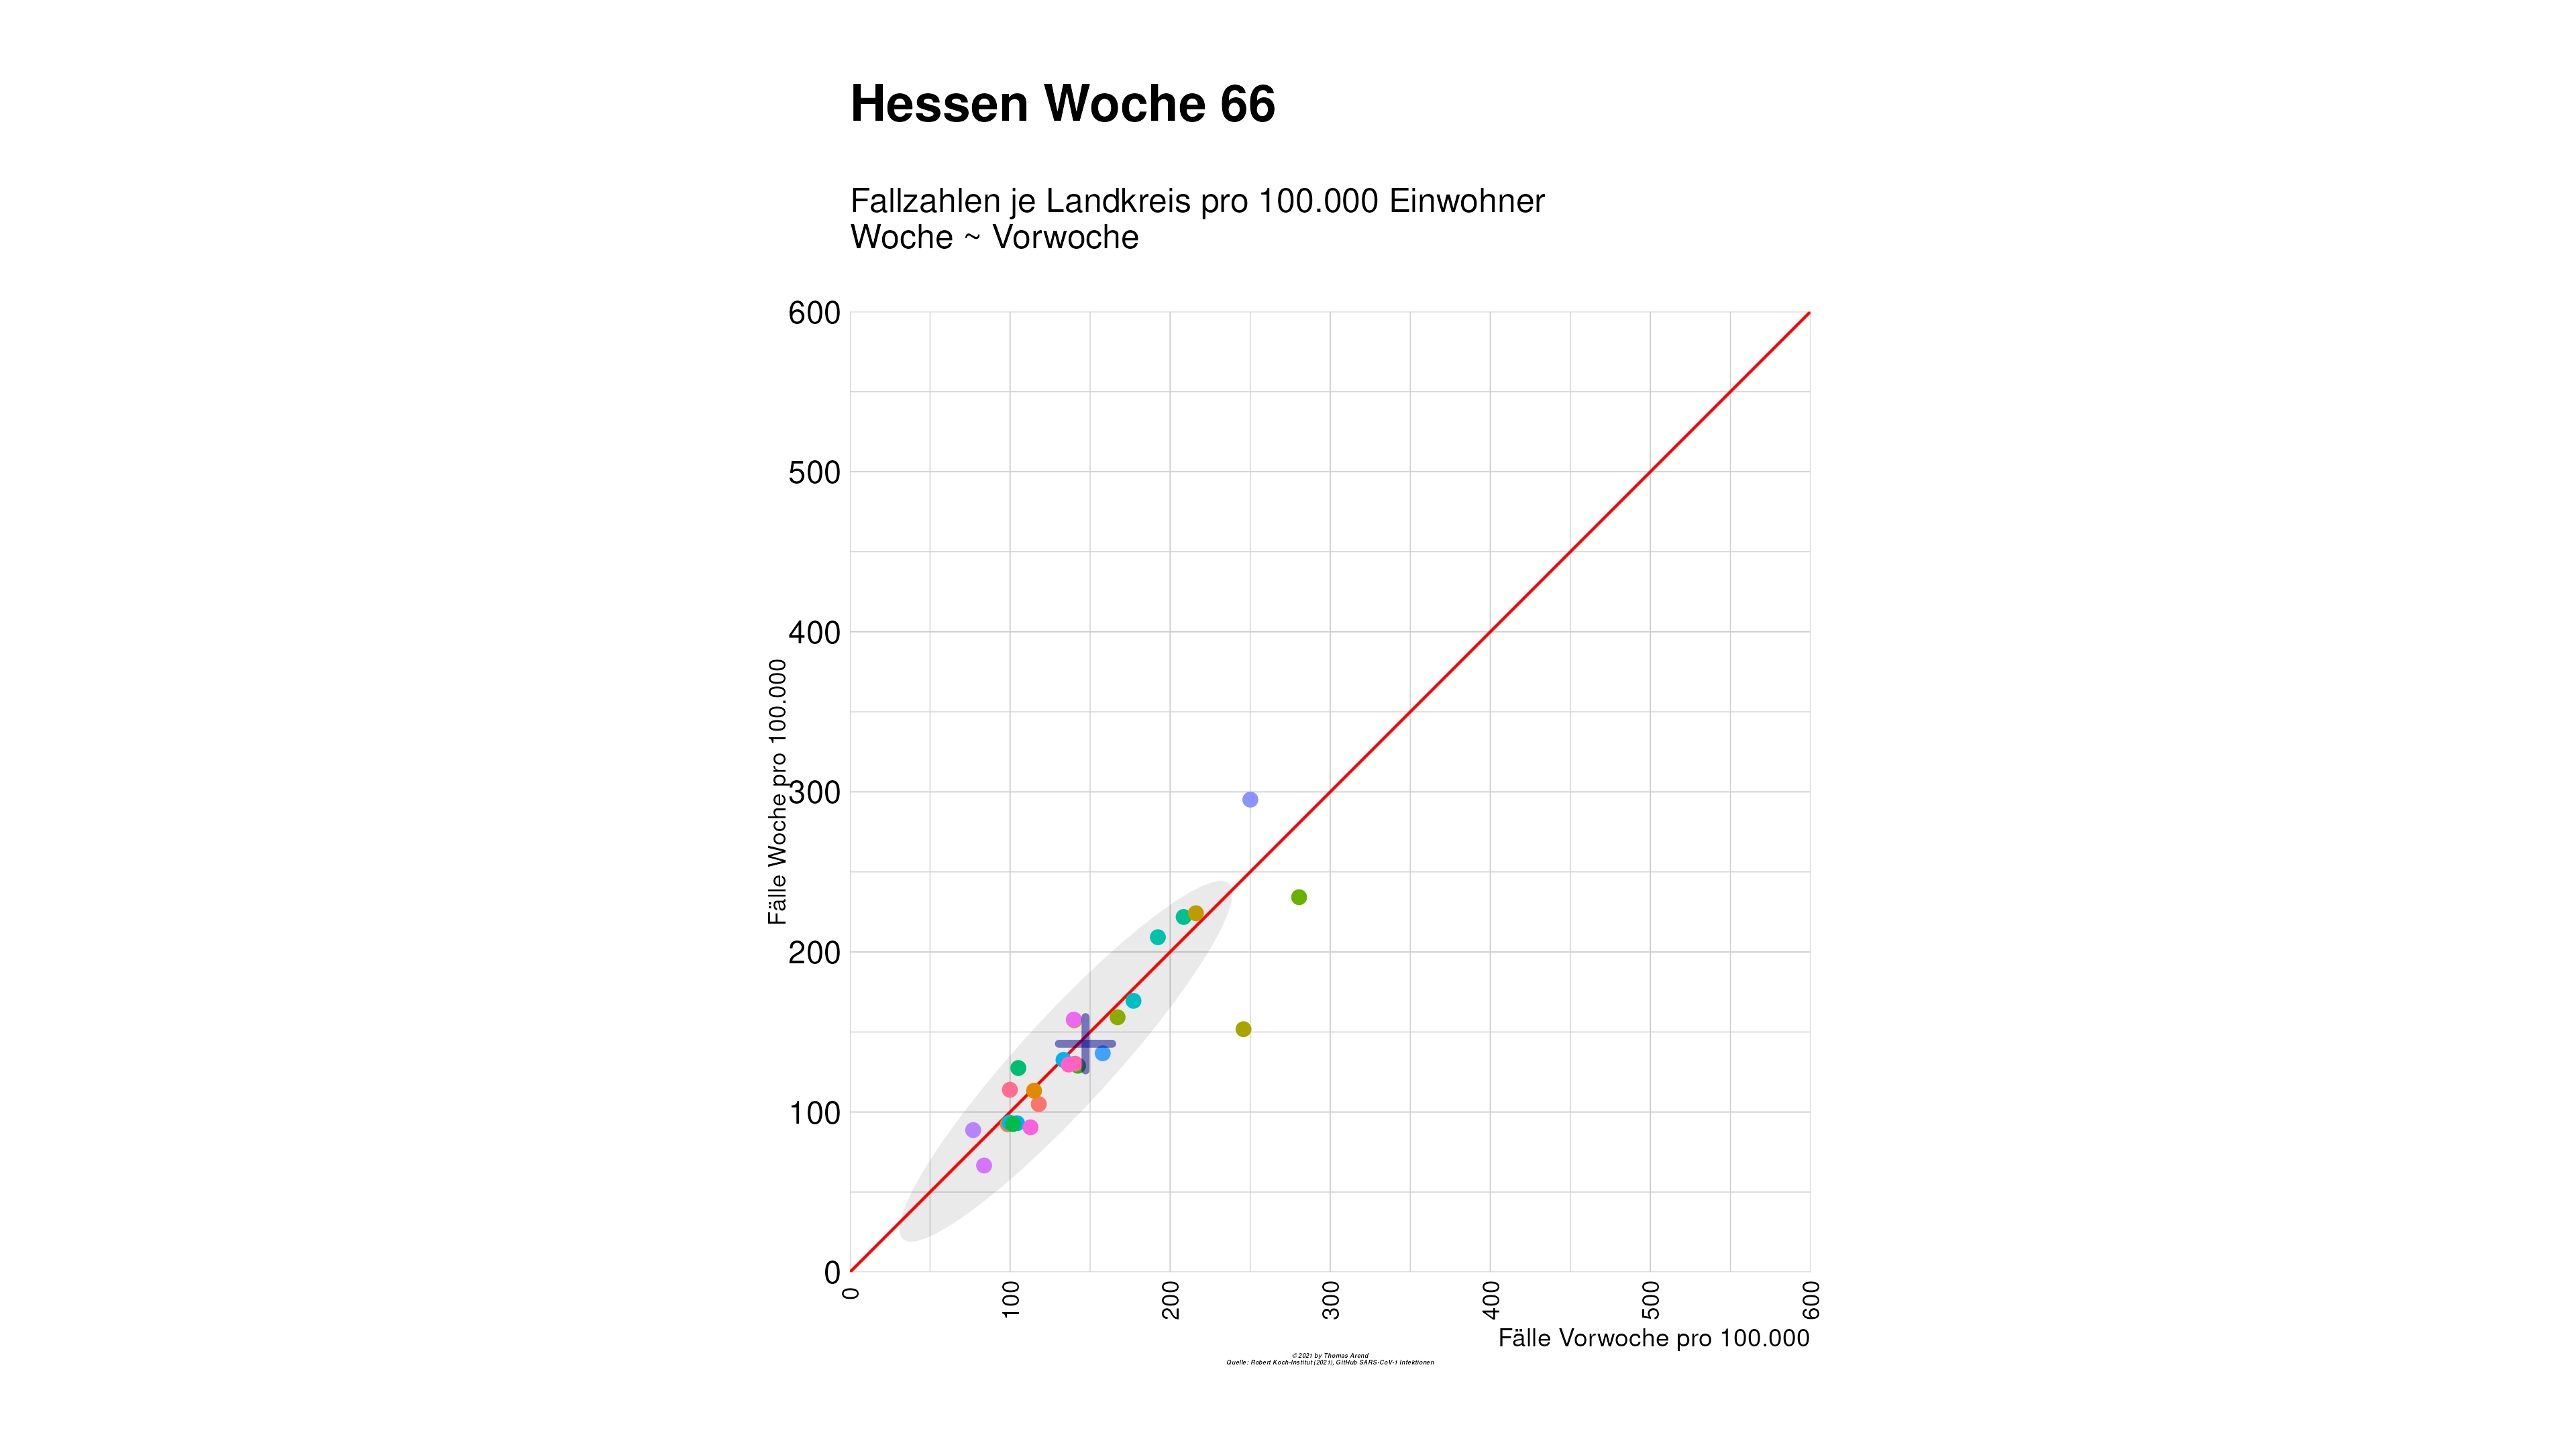 Hessen Woche 66
Fallzahlen je Landkreis pro 100.000 Einwohner
Woche ~ Vorwoche
600
500
400
300
200
100
0
Fälle Woche pro 100.000
0
100
200
300
400
500
600
Fälle Vorwoche pro 100.000
© 2021 by Thomas Arend
Quelle: Robert Koch-Institut (2021), GitHub SARS-CoV-1 Infektionen